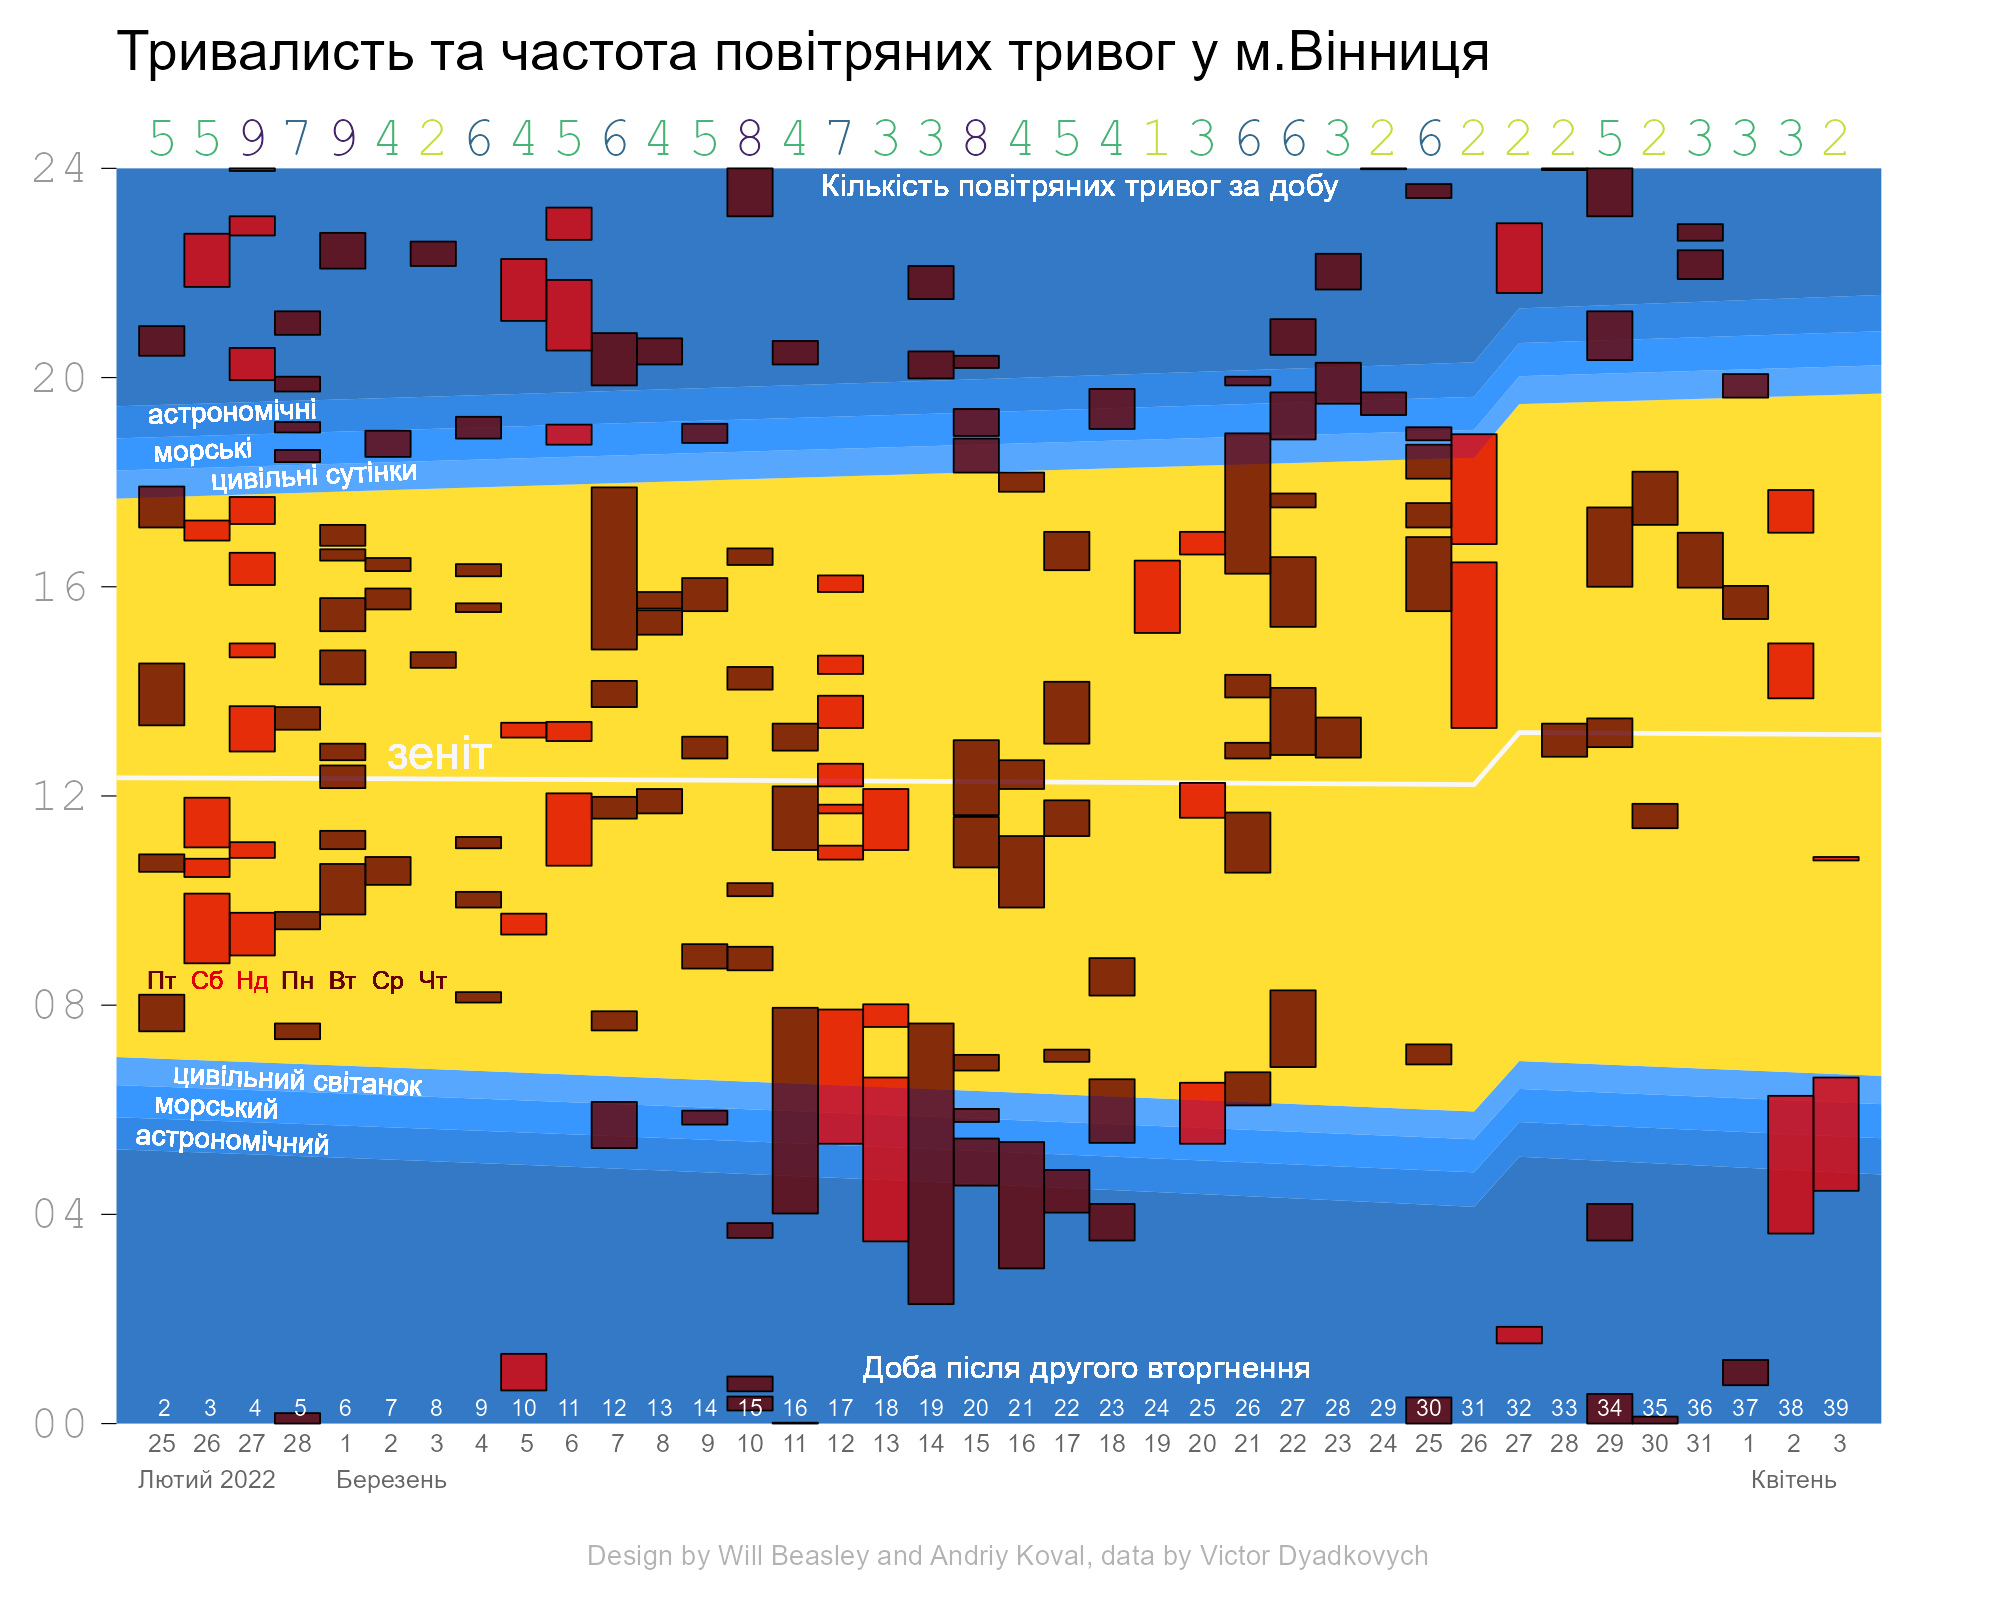 Тривалисть та частота повітряних тривог у м.Вінниця
5 5 9 7 9 4 2 6 4 5 6 4 5 8 4 7 3 3 8 4 5 4 1 3 6 6 3 2 6 2 2 2 5 2 3 3 3 2
24
Кількість повітряних тривог за добу
20
астрономічні
морські
цивільні сутінки
16
зеніт
12
Пт Сб Нд Пн Вт Ср Чт
08
цивільний світанок
морський
астрономічний
04
Доба після другого вторгнення
2 3 4 5 6 7 8 9 10 11 12 13 14 15 16 17 18 19 20 21 22 23 24 25 26 27 28 29 30 31 32 33 34 35 36 37 38 39
00
25 26 27 28 1 2 3 4 5 6 7 8 9 10 11 12 13 14 15 16 17 18 19 20 21 22 23 24 25 26 27 28 29 30 31 1 2 3
Лютий 2022 Березень Квітень
Design by Will Beasley and Andriy Koval, data by Victor Dyadkovych